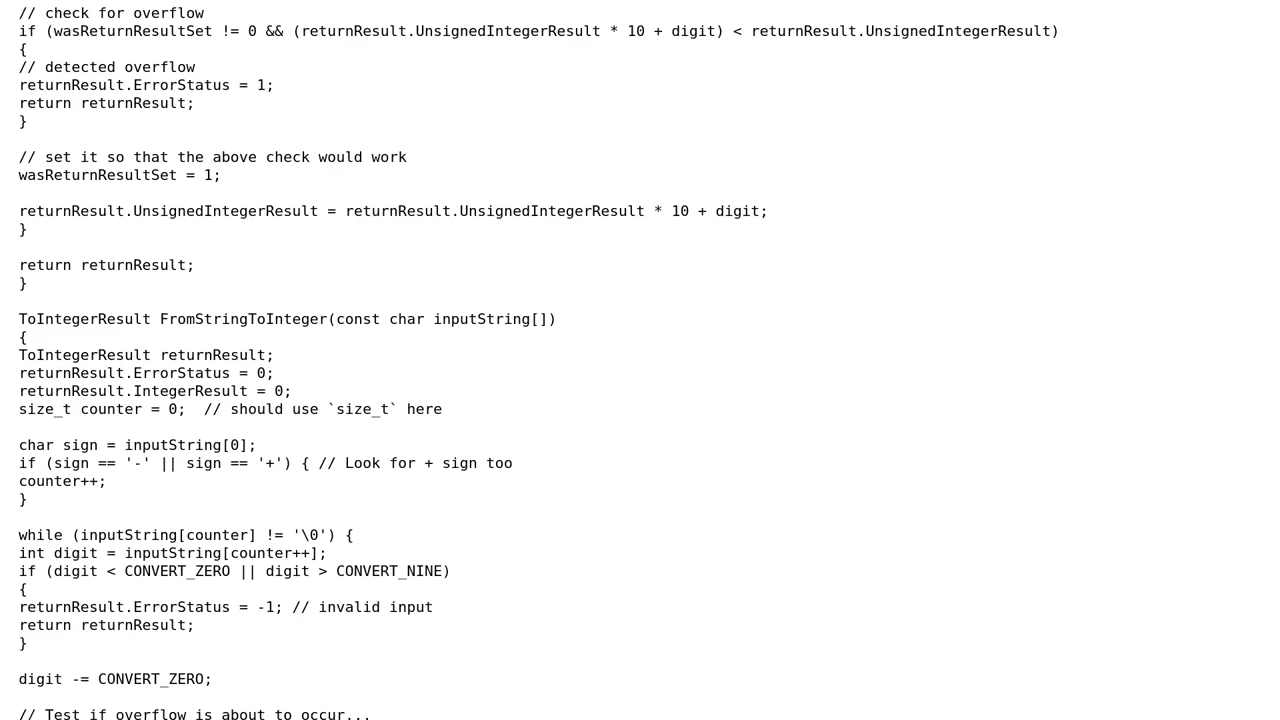 // check for overflow
if (wasReturnResultSet != 0 && (returnResult.UnsignedIntegerResult * 10 + digit) < returnResult.UnsignedIntegerResult)
{
// detected overflow
returnResult.ErrorStatus = 1;
return returnResult;
}

// set it so that the above check would work
wasReturnResultSet = 1;

returnResult.UnsignedIntegerResult = returnResult.UnsignedIntegerResult * 10 + digit;
}

return returnResult;
}

ToIntegerResult FromStringToInteger(const char inputString[])
{
ToIntegerResult returnResult;
returnResult.ErrorStatus = 0;
returnResult.IntegerResult = 0;
size_t counter = 0;  // should use `size_t` here

char sign = inputString[0];
if (sign == '-' || sign == '+') { // Look for + sign too
counter++;
}

while (inputString[counter] != '\0') {
int digit = inputString[counter++];
if (digit < CONVERT_ZERO || digit > CONVERT_NINE)
{
returnResult.ErrorStatus = -1; // invalid input
return returnResult;
}

digit -= CONVERT_ZERO;

// Test if overflow is about to occur...